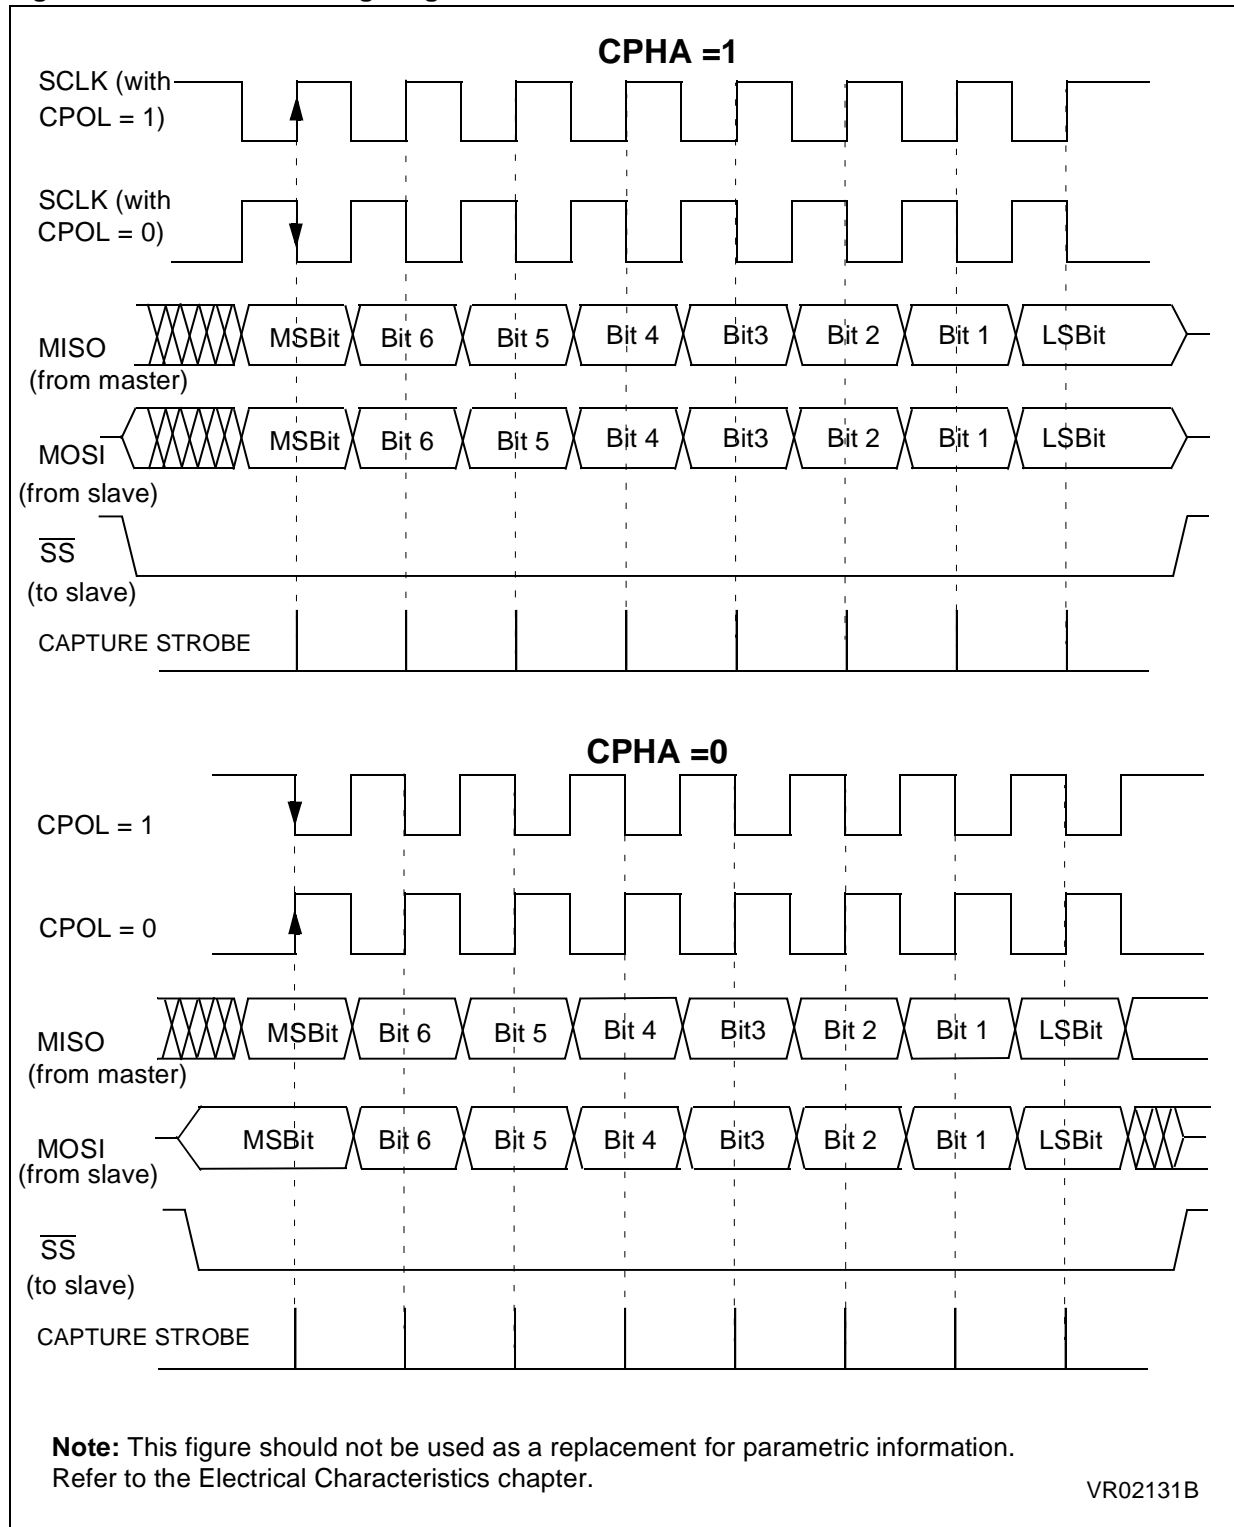 CPHA =1
SCLK (with
CPOL = 1)
SCLK (with
CPOL = 0)
MSBit Bit 6 Bit 5 Bit 4 Bit3 Bit 2 Bit 1 LSBit
MISO
(from master)
MSBit Bit 6 Bit 5 Bit 4 Bit3 Bit 2 Bit 1 LSBit
MOSI
(from slave)
SS
(to slave)
CAPTURE STROBE
CPHA =0
CPOL = 1
CPOL = 0
MSBit Bit 6 Bit 5 Bit 4 Bit3 Bit 2 Bit 1 LSBit
MISO
(from master)
MSBit Bit 6 Bit 5 Bit 4 Bit3 Bit 2 Bit 1 LSBit
MOSI
(from slave)
SS
(to slave)
CAPTURE STROBE
Note: This figure should not be used as a replacement for parametric information.
Refer to the Electrical Characteristics chapter.
VR02131B